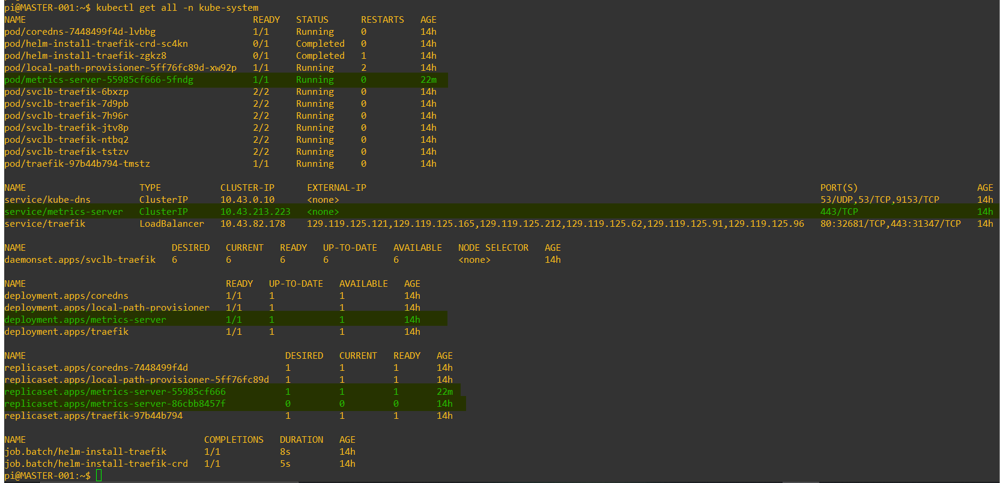 pi@MASTER-001:~$ kubectl get all -n kube-system
NAME READY STATUS RESTARTS AGE
pod/coredns-7448499f4d-lvbbg 1/1 Running 0 14h
pod/helm-install-traefik-crd-sc4kn 0/1 Completed 0 14h
pod/helm-install-traefik-zgkz8 0/1 Completed 1 14h
pod/local-path-provisioner-5ff76fc89d-xw92p 1/1 Running 2 14h
pod/metrics-server-55985cf666-5fndg 1/1 Running 0 22m
pod/svclb-traefik-6bxzp 2/2 Running 0 14h
pod/svclb-traefik-7d9pb 2/2 Running 0 14h
pod/svclb-traefik-7h96r 2/2 Running 0 14h
pod/svclb-traefik-jtv8p 2/2 Running 0 14h
pod/svclb-traefik-ntbq2 2/2 Running 0 14h
pod/svclb-traefik-tstzv 2/2 Running 0 14h
pod/traefik-97b44b794-tmstz 1/1 Running 0 14h
NAME TYPE CLUSTER-IP EXTERNAL-IP PORT(S) AGE
service/kube-dns ClusterIP 10.43.0.10 <none> 53/UDP,53/TCP,9153/TCP 14h
service/metrics-server ClusterIP 10.43.213.223 <none> 443/TCP 14h
service/traefik LoadBalancer 10.43.82.178 129.119.125.121,129.119.125.165,129.119.125.212,129.119.125.62,129.119.125.91,129.119.125.96 80:32681/TCP,443:31347/TCP 14h
NAME DESIRED CURRENT READY UP-TO-DATE AVAILABLE NODE SELECTOR AGE
daemonset.apps/svclb-traefik 6 6 6 6 6 <none> 14h
NAME READY UP-TO-DATE AVAILABLE AGE
deployment.apps/coredns 1/1 1 1 14h
deployment.apps/local-path-provisioner 1/1 1 1 14h
deployment.apps/metrics-server 1/1 1 1 14h
deployment.apps/traefik 1/1 1 1 14h
NAME DESIRED CURRENT READY AGE
replicaset.apps/coredns-7448499f4d 1 1 1 14h
replicaset.apps/local-path-provisioner-5ff76fc89d 1 1 1 14h
replicaset.apps/metrics-server-55985cf666 1 1 1 22m
replicaset.apps/metrics-server-86cbb8457f 0 0 0 14h
replicaset.apps/traefik-97b44b794 1 1 1 14h
NAME COMPLETIONS DURATION AGE
job.batch/helm-install-traefik 1/1 8s 14h
job.batch/helm-install-traefik-crd 1/1 5s 14h
pi@MASTER-001:~$